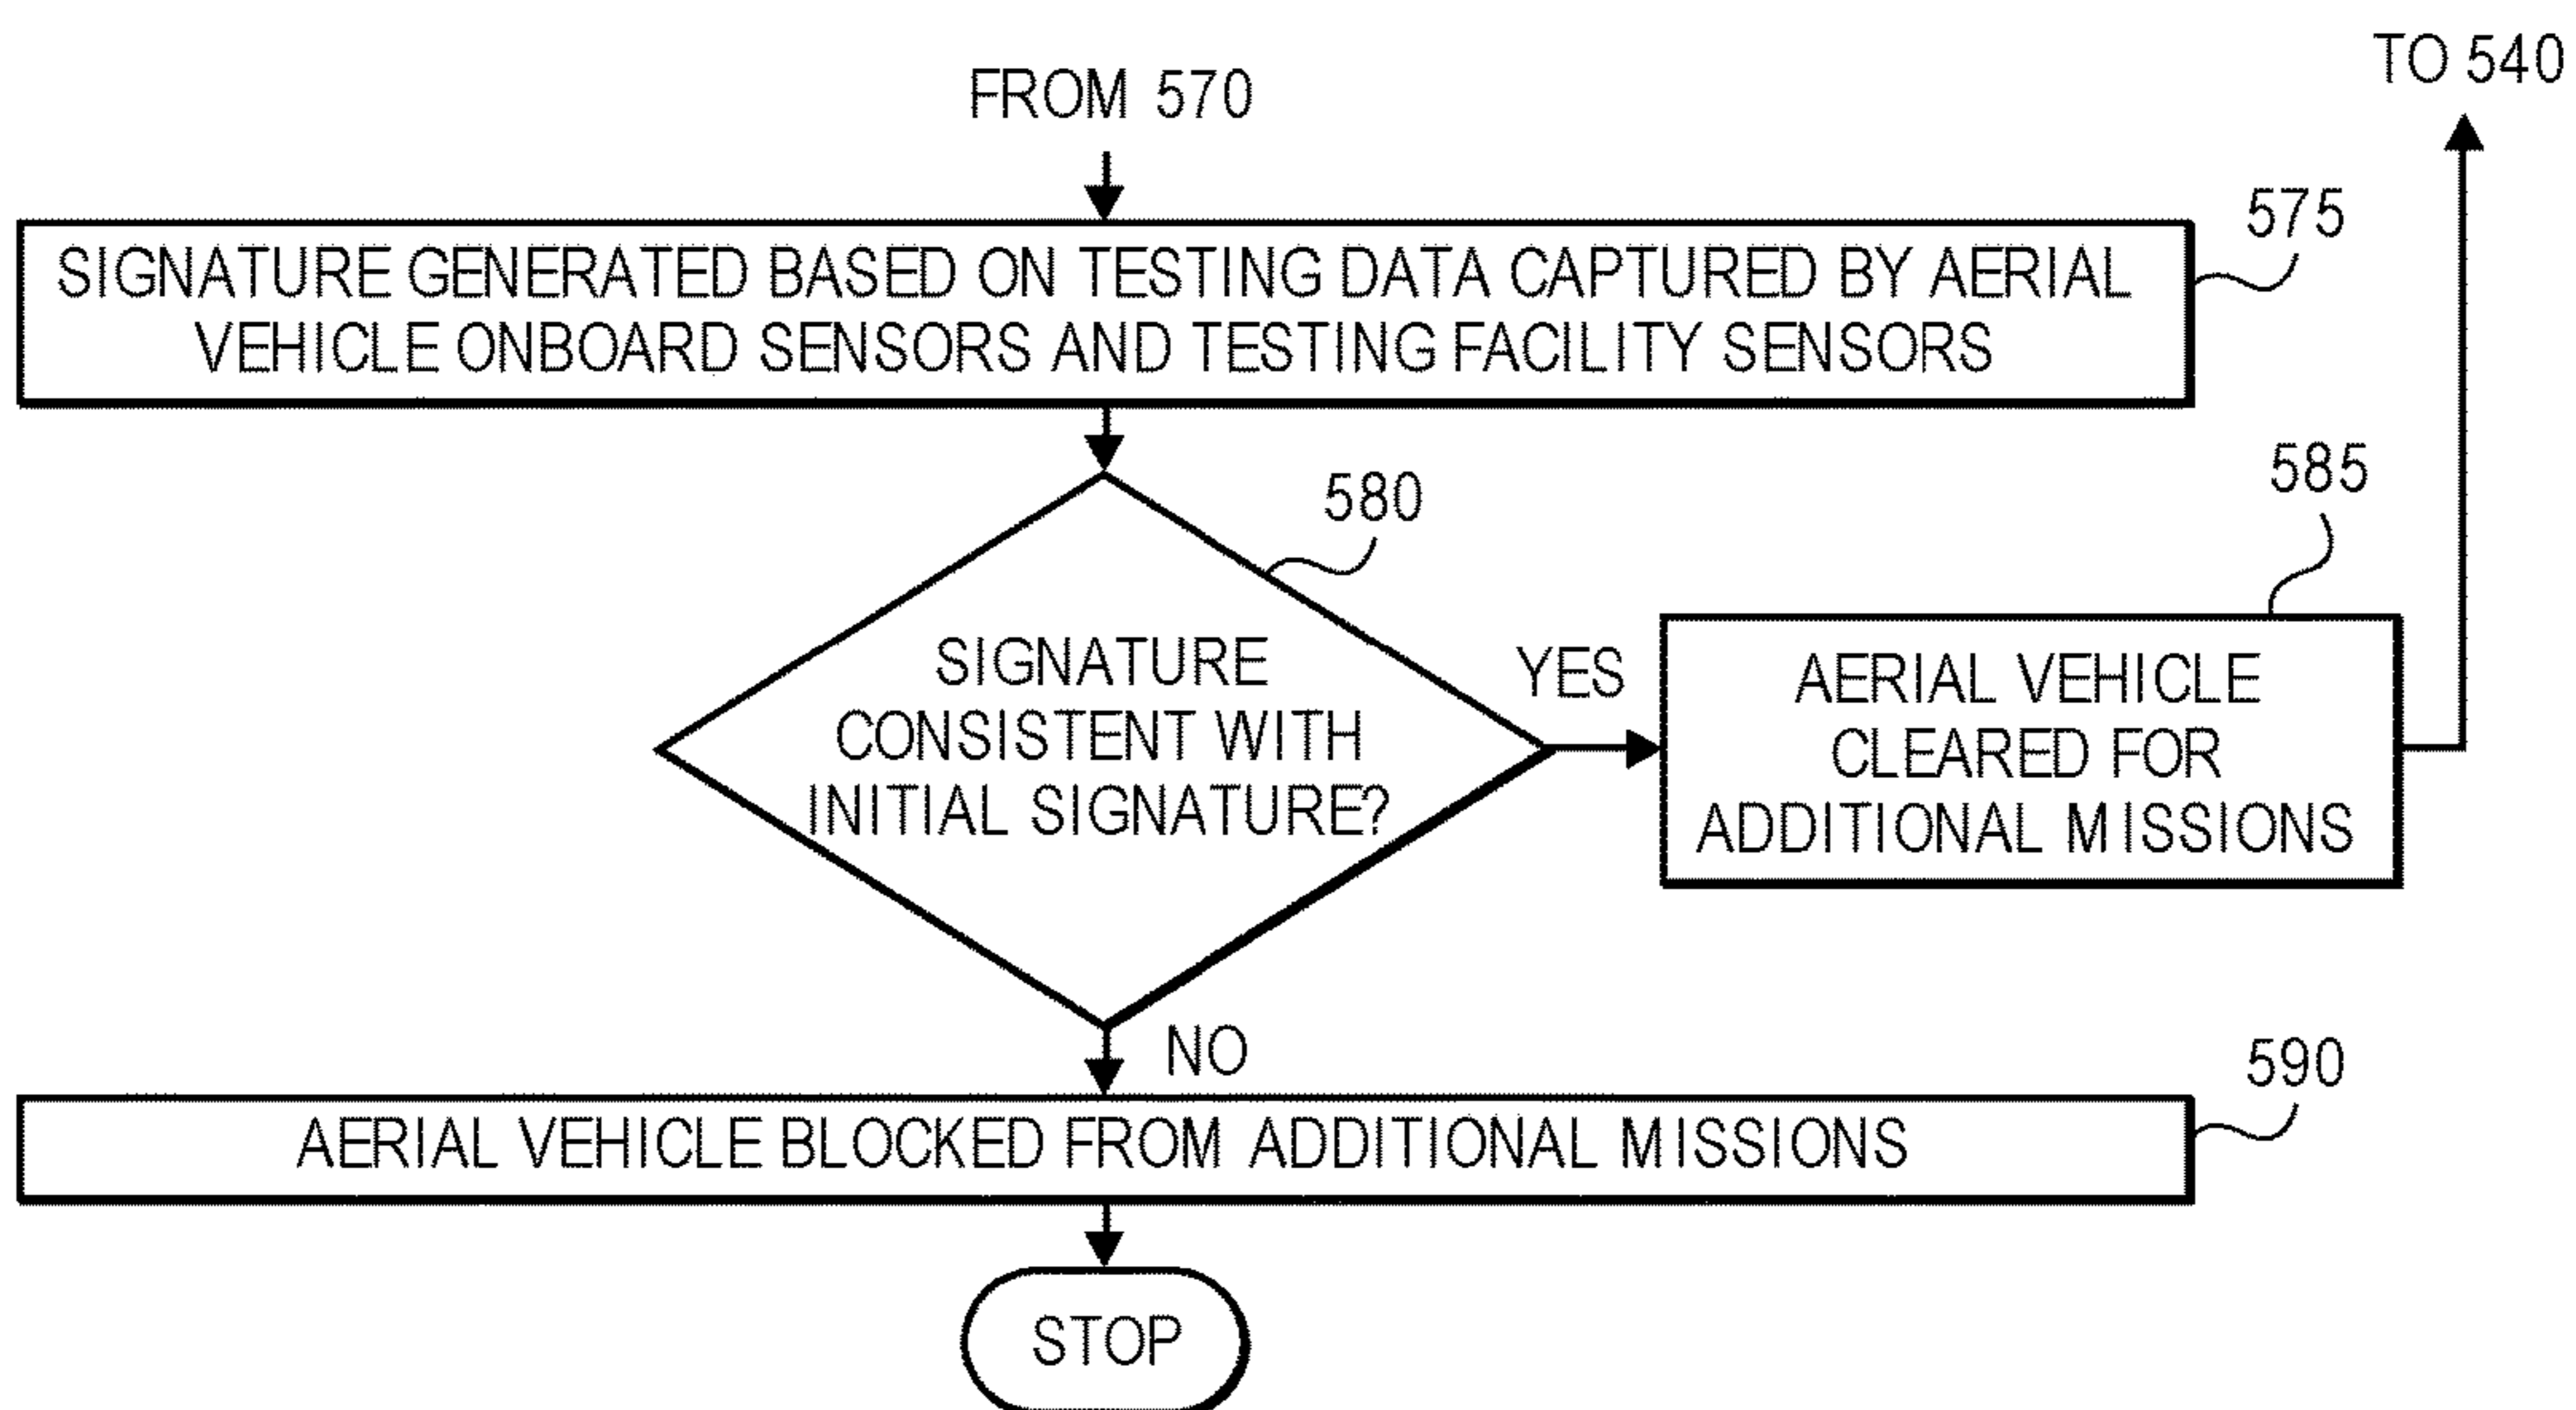 TO 540
FROM 570
575
SIGNATURE GENERATED BASED ON TESTING DATA CAPTURED BY AERIAL
VEHICLE ONBOARD SENSORS AND TESTING FACILITY SENSORS
580
SIGNATURE
CONSISTENT WITH
INITIAL SIGNATURE?
YES
585
AERIAL VEHICLE
CLEARED FOR
ADDITIONAL MISSIONS
NO
590
AERIAL VEHICLE BLOCKED FROM ADDITIONAL MISSIONS
STOP